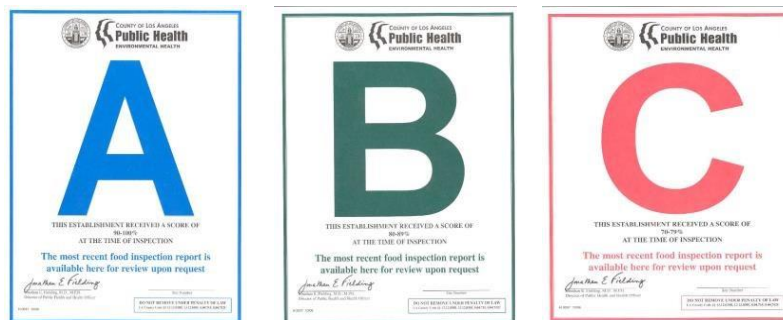 COUNTY OF LOS ANGELES
Public Health
ENVIRONMENTAL HEALTH
A
THIS ESTABLISHMENT RECEIVED A SCORE OF
90-100%
AT THE TIME OF INSPECTION
The most recent food inspection report is
available here for review upon request
Jonathan E Fielding
DO NOT REMOVE UNDER PENALTY OF LAW
COUNTY OF LOS ANGELES
Public Health
ENVIRONMENTAL HEALTH
B
THIS ESTABLISHMENT RECEIVED A SCORE OF
80-89%
AT THE TIME OF INSPECTION
The most recent food inspection report is
available here for review upon request
Jonathan E Fielding
DO NOT REMOVE UNDER PENALTY OF LAW
COUNTY OF LOS ANGELES
Public Health
ENVIRONMENTAL HEALTH
C
THIS ESTABLISHMENT RECEIVED A SCORE OF
70-79%
AT THE TIME OF INSPECTION
The most recent food inspection report is
available here for review upon request
Jonathan E Fielding
DO NOT REMOVE UNDER PENALTY OF LAW